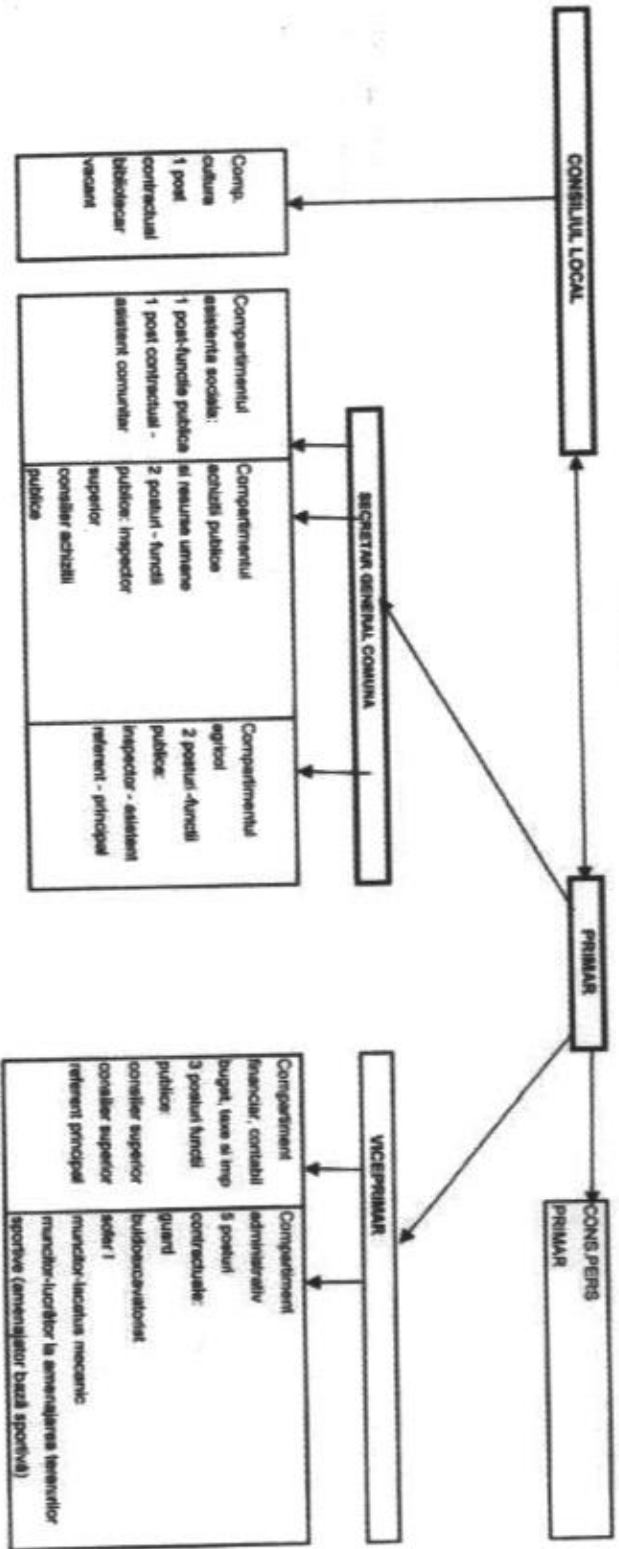 CONSILIUL LOCAL
PRIMAR
CONS.PERS
PRIMAR
SECRETAR GENERAL COMUNA
VICEPRIMAR
Comp.
cultura
1 post
contractual
bibliotecar
vacant
Compartimentul
asistenta sociala:
1 post-functie publica
1 post contractual -
asistent comunitar
Compartimentul
achizitii publice
si resurse umane
2 posturi - functii
publice: inspector
superior
consilier achizitii
publice
Compartimentul
agricol
2 posturi -functii
publice:
inspector - asistent
referent - principal
Compartiment
financiar, contabil
buget, taxe si imp
3 posturi functii
publice:
consilier superior
consilier superior
referent principal
Compartiment
administrativ
5 posturi
contractuale:
guard
buldoexcavatorist
sofer I
muncitor-lacatus mecanic
muncitor-lucrător la amenajarea terenurilor
sportive (amenajator bază sportivă)